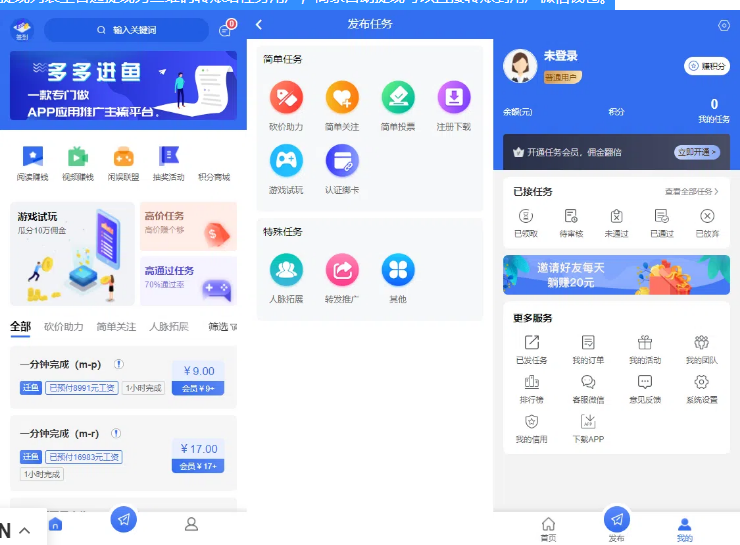 签到
输入关键词
0
多多进鱼
一款专门做
APP应用推广主流平台。
阅读赚钱
视频赚钱
闲误联盟
抽奖活动
积分商城
游戏试玩
瓜分10万佣金
高价任务
高价赚个够
高通过任务
70%通过率
全部
砍价助力
简单关注
人脉拓展
筛选
一分钟完成（m-p）
¥ 9.00
迁鱼
已预付8991元工资
1小时完成
会员¥9+
一分钟完成（m-r）
¥ 17.00
迁鱼
已预付16983元工资
会员¥17+
1小时完成
N
发布任务
简单任务
砍价助力
简单关注
简单投票
注册下载
游戏试玩
认证绑卡
特殊任务
人脉拓展
转发推广
其他
未登录
普通用户
赚积分
余额(元)
积分
0
我的任务
开通任务会员，佣金翻倍
立即开通 >
已接任务
查看全部任务 >
已领取
待审核
未通过
已通过
已放弃
邀请好友每天
躺赚20元
更多服务
已发任务
我的订单
我的活动
我的团队
排行榜
客服微信
意见反馈
系统设置
我的信用
下载APP
首页
发布
我的